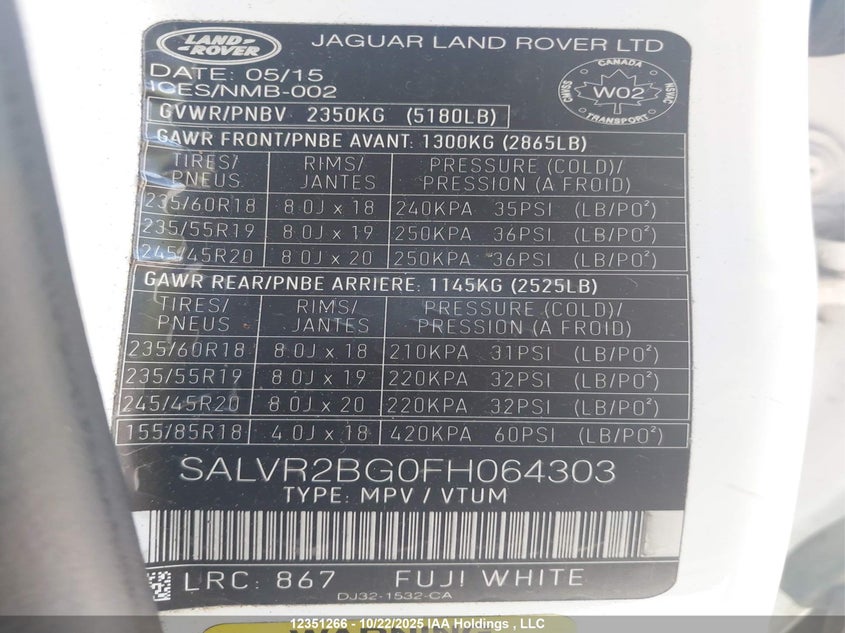 LAND ROVER
JAGUAR LAND ROVER LTD
DATE: 05/15
ICES/NMB-002
CANADA
CMVSS W02 NSVAC
TRANSPORT
GVWR/PNBV 2350KG (5180LB)
GAWR FRONT/PNBE AVANT: 1300KG (2865LB)
TIRES/ RIMS/ PRESSURE (COLD)/
PNEUS JANTES PRESSION (A FROID)
235/60R18 8.0J x 18 240KPA 35PSI (LB/PO²)
235/55R19 8.0J x 19 250KPA 36PSI (LB/PO²)
245/45R20 8.0J x 20 250KPA 36PSI (LB/PO²)
GAWR REAR/PNBE ARRIERE: 1145KG (2525LB)
TIRES/ RIMS/ PRESSURE (COLD)/
PNEUS JANTES PRESSION (A FROID)
235/60R18 8.0J x 18 210KPA 31PSI (LB/PO²)
235/55R19 8.0J x 19 220KPA 32PSI (LB/PO²)
245/45R20 8.0J x 20 220KPA 32PSI (LB/PO²)
155/85R18 4.0J x 18 420KPA 60PSI (LB/PO²)
SALVR2BG0FH064303
TYPE: MPV / VTUM
LRC: 867 FUJI WHITE
DJ32-1532-CA
12351266 - 10/22/2025 IAA Holdings , LLC